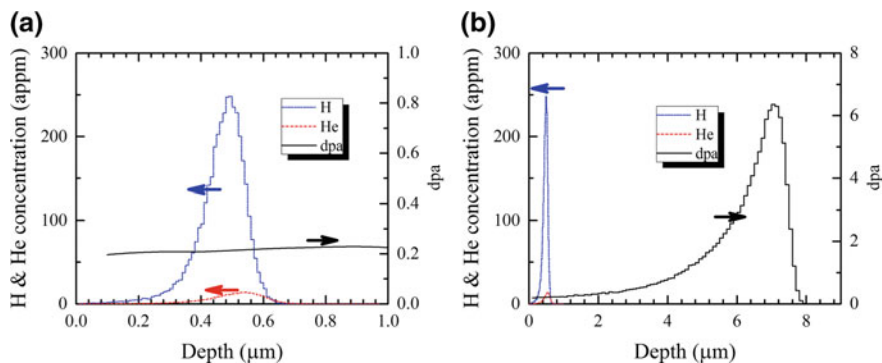 (a)
H & He concentration (appm)
300
200
100
0
H
He
dpa
1.0
0.8
0.6
0.4
0.2
0.0
dpa
0.0 0.2 0.4 0.6 0.8 1.0
Depth (μm)
(b)
H & He concentration (appm)
300
250
200
150
100
50
0
H
He
dpa
8
6
4
2
0
dpa
0 2 4 6 8
Depth (μm)